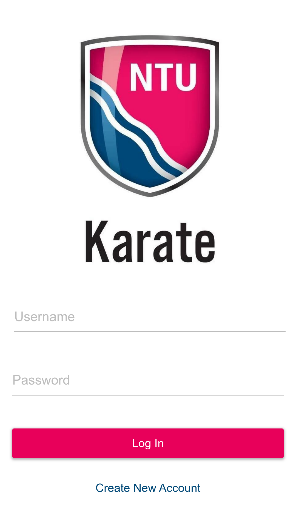 NTU
Karate
Username
Password
Log In
Create New Account